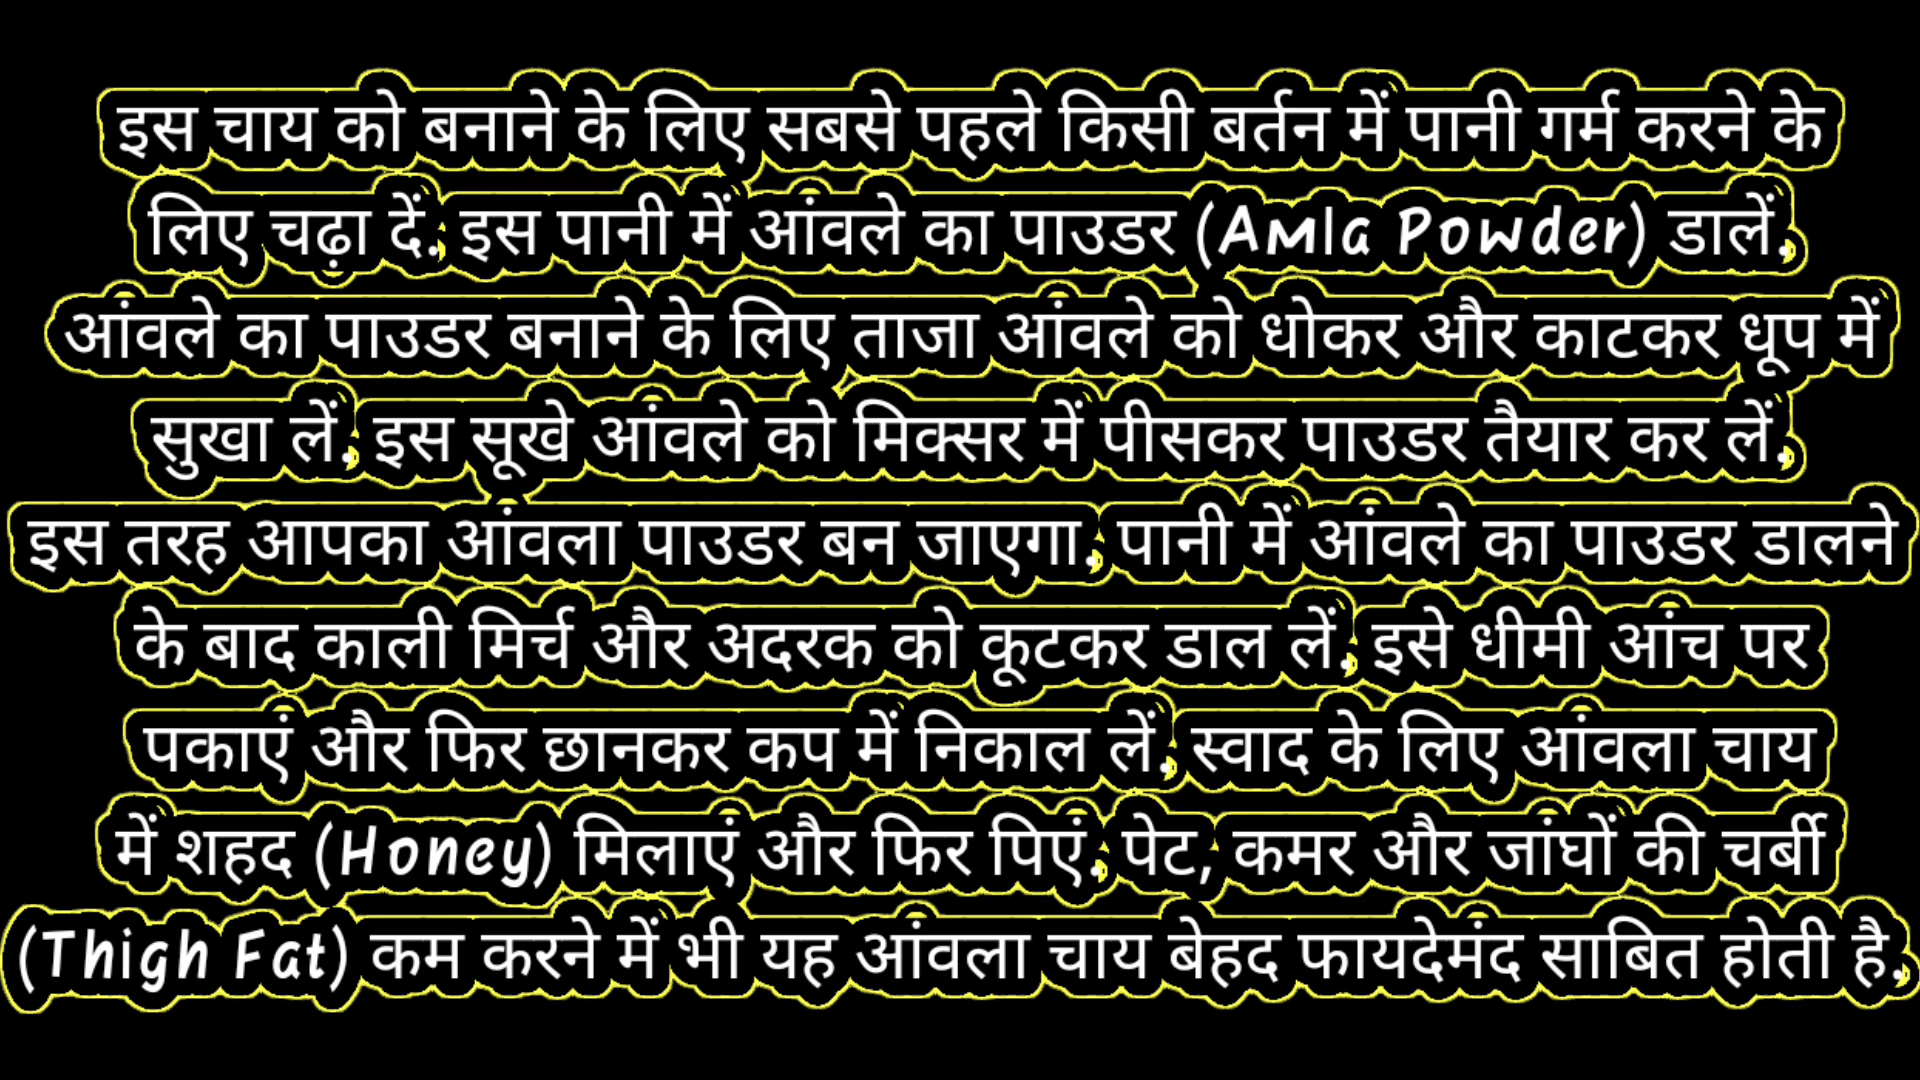 इस चाय को बनाने के लिए सबसे पहले किसी बर्तन में पानी गर्म करने के
लिए चढ़ा दें. इस पानी में आंवले का पाउडर (Amla Powder) डालें.
आंवले का पाउडर बनाने के लिए ताजा आंवले को धोकर और काटकर धूप में
सुखा लें. इस सूखे आंवले को मिक्सर में पीसकर पाउडर तैयार कर लें.
इस तरह आपका आंवला पाउडर बन जाएगा. पानी में आंवले का पाउडर डालने
के बाद काली मिर्च और अदरक को कूटकर डाल लें. इसे धीमी आंच पर
पकाएं और फिर छानकर कप में निकाल लें. स्वाद के लिए आंवला चाय
में शहद (Honey) मिलाएं और फिर पिएं. पेट, कमर और जांघों की चर्बी
(Thigh Fat) कम करने में भी यह आंवला चाय बेहद फायदेमंद साबित होती है.